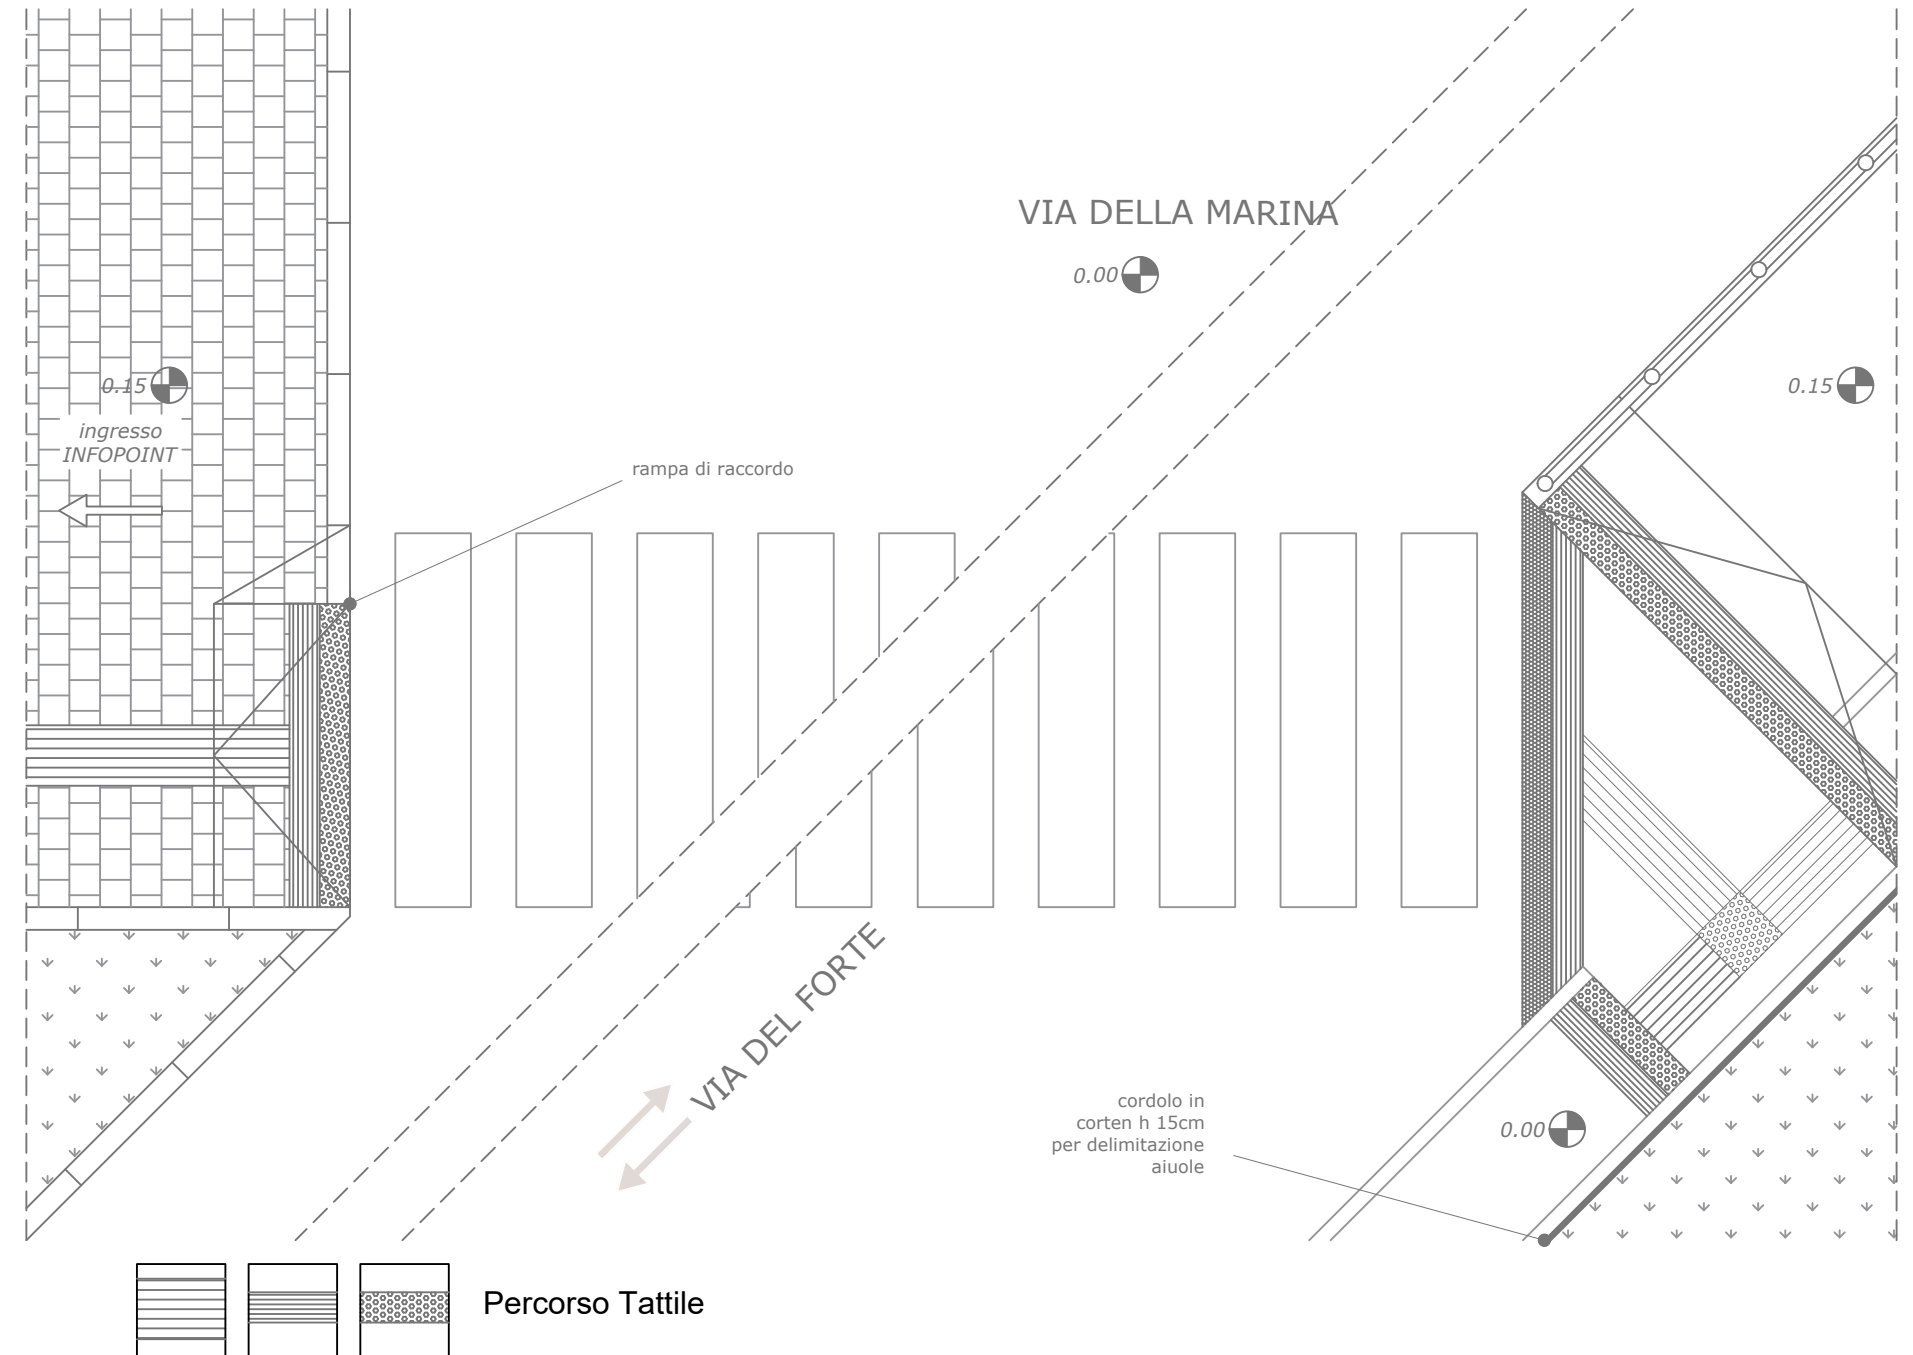 VIA DELLA MARINA
0.00
0.15
0.15
ingresso
INFOPOINT
rampa di raccordo
VIA DEL FORTE
cordolo in
corten h 15cm
per delimitazione
aiuole
0.00
Percorso Tattile